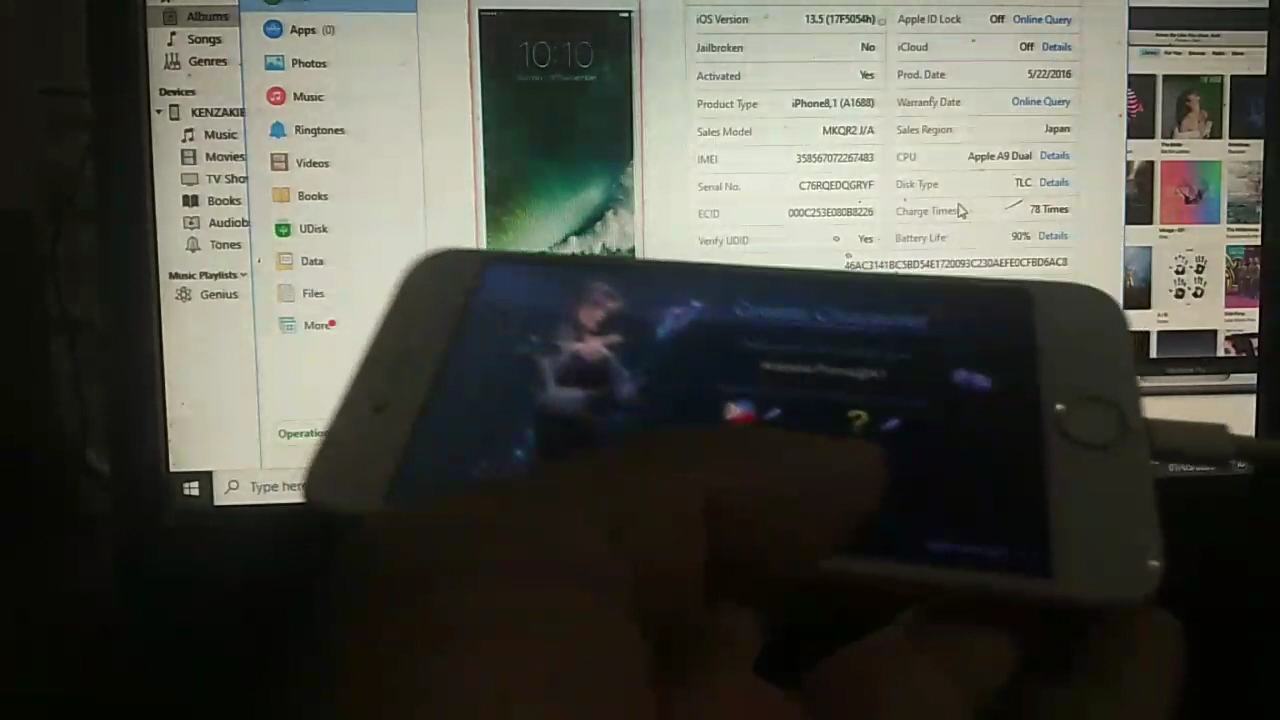 Albums
Songs
Genres
Devices
KENZAKIE
Music
Movies
TV Sho
Books
Audiob
Tones
Music Playlists
Genius
Apps (0)
Photos
Music
Ringtones
Videos
Books
UDisk
Data
Files
More
Operatio
10:10
iOS Version 13.5 (17F5054h) Apple ID Lock Off Online Query
Jailbroken No iCloud Off Details
Activated Yes Prod. Date 5/22/2016
Product Type iPhone8,1 (A1688) Warranty Date Online Query
Sales Model MKQR2 J/A Sales Region Japan
IMEI 358567072267483 CPU Apple A9 Dual Details
Serial No. C76RQEDQGRYF Disk Type TLC Details
ECID 000C253E080B8226 Charge Times 78 Times
Verify UDID Yes Battery Life 90% Details
46AC3141BC5BD54E1720093C230AEFE0CFBD6AC8
Type here